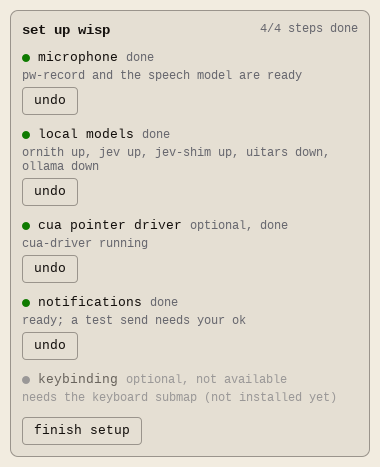 set up wisp 4/4 steps done
microphone done
pw-record and the speech model are ready
undo
local models done
ornith up, jev up, jev-shim up, uitars down,
ollama down
undo
cua pointer driver optional, done
cua-driver running
undo
notifications done
ready; a test send needs your ok
undo
keybinding optional, not available
needs the keyboard submap (not installed yet)
finish setup